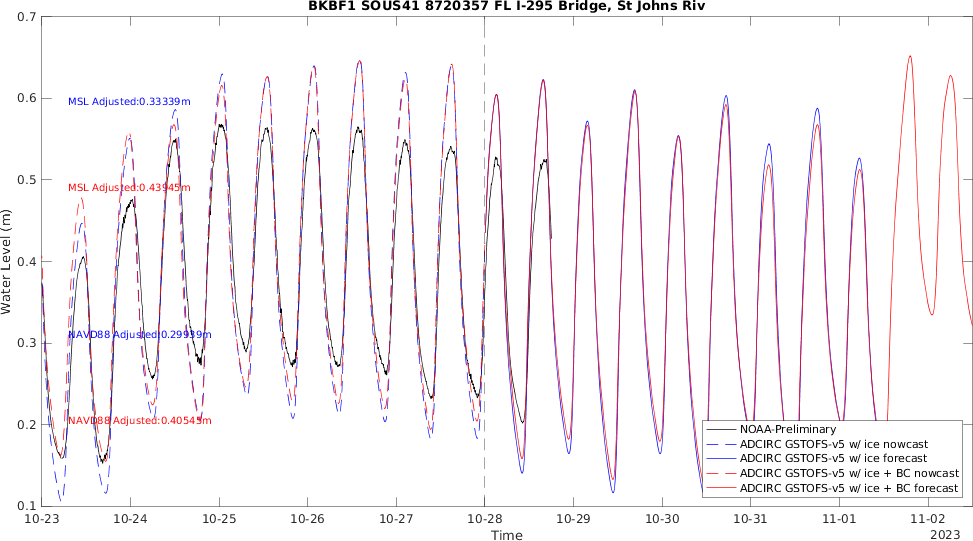 BKBF1 SOUS41 8720357 FL I-295 Bridge, St Johns Riv
0.7
0.6
0.5
0.4
0.3
0.2
0.1
Water Level (m)
MSL Adjusted:0.33339m
MSL Adjusted:0.43945m
NAVD88 Adjusted:0.29939m
NAVD88 Adjusted:0.40545m
NOAA-Preliminary
ADCIRC GSTOFS-v5 w/ ice nowcast
ADCIRC GSTOFS-v5 w/ ice forecast
ADCIRC GSTOFS-v5 w/ ice + BC nowcast
ADCIRC GSTOFS-v5 w/ ice + BC forecast
10-23 10-24 10-25 10-26 10-27 10-28 10-29 10-30 10-31 11-01 11-02
Time
2023